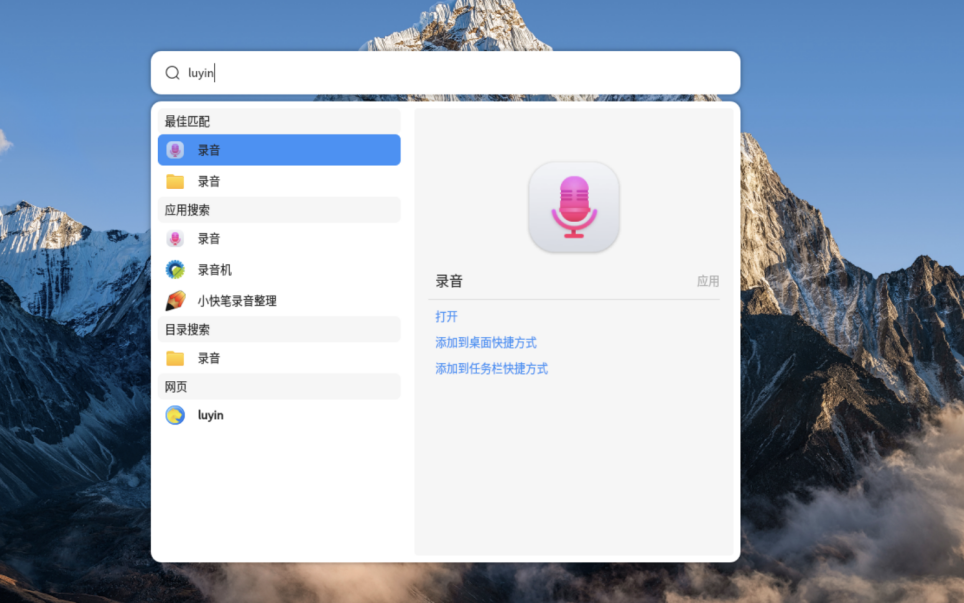 luyin
最佳匹配
录音
录音
应用搜索
录音
录音机
小快笔录音整理
目录搜索
录音
网页
luyin
录音 应用
打开
添加到桌面快捷方式
添加到任务栏快捷方式